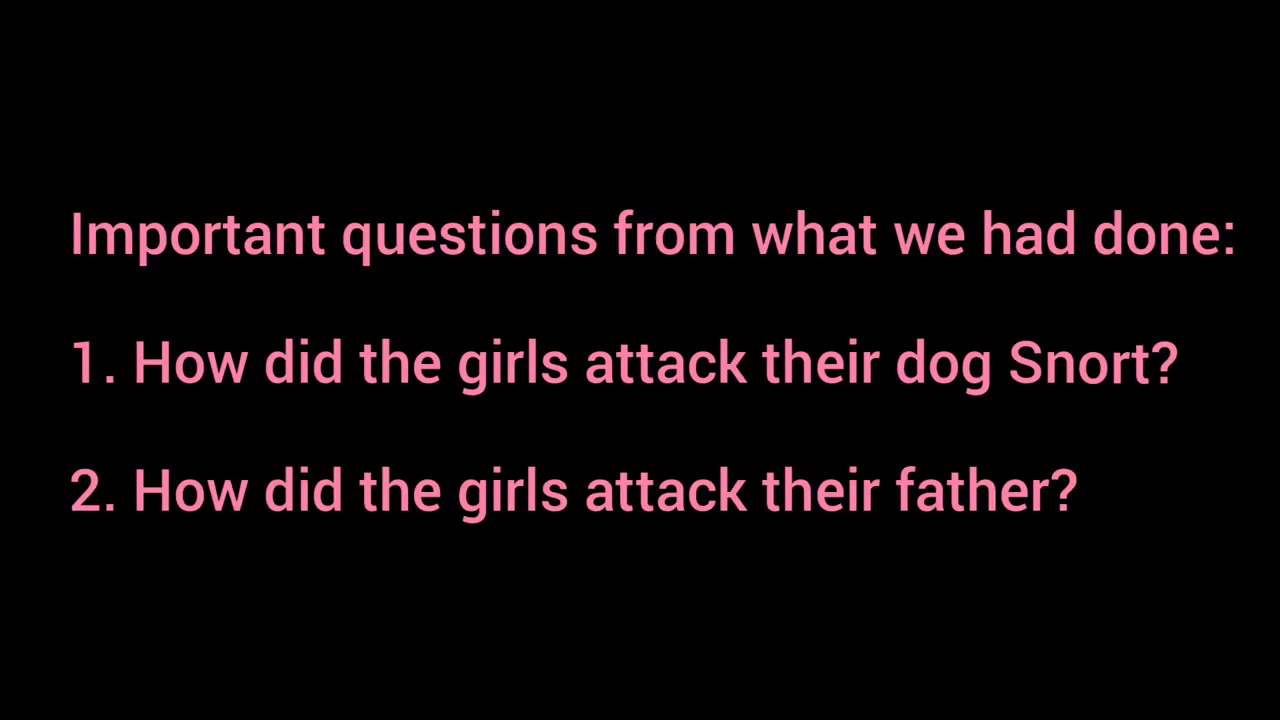 Important questions from what we had done:
1. How did the girls attack their dog Snort?
2. How did the girls attack their father?